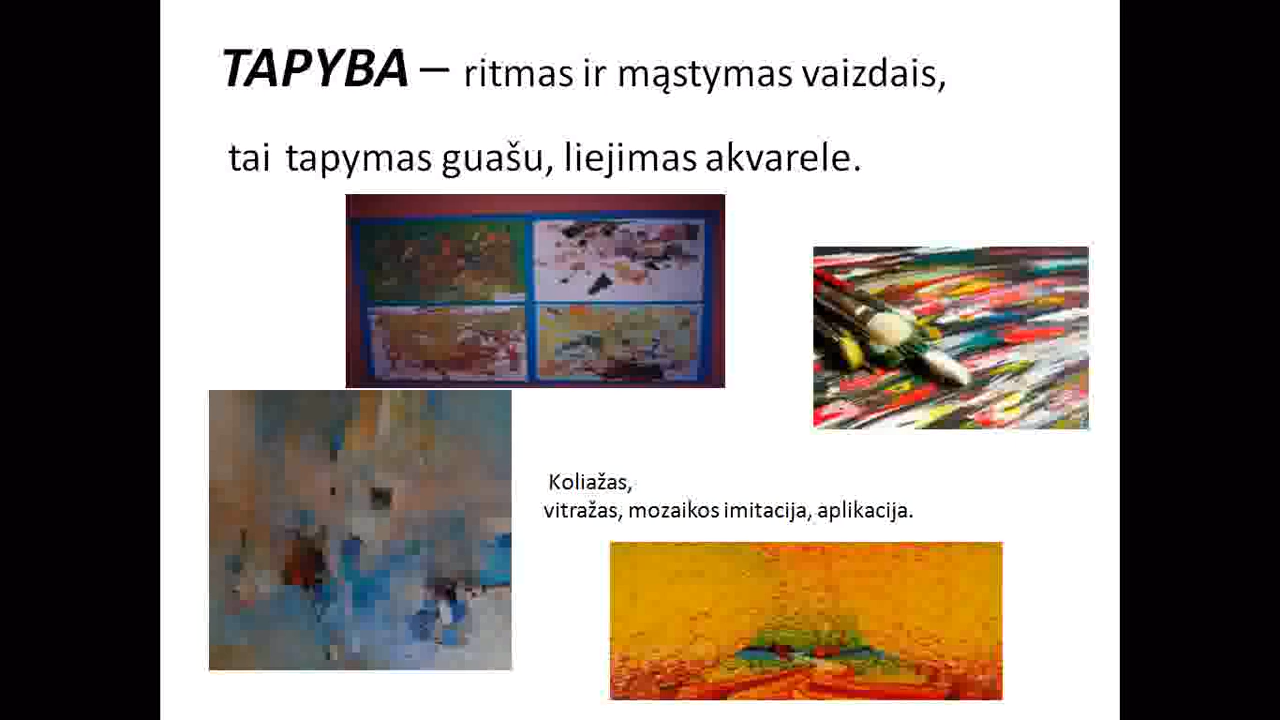 TAPYBA – ritmas ir mąstymas vaizdais,
tai tapymas guašu, liejimas akvarele.
Koliažas,
vitražas, mozaikos imitacija, aplikacija.